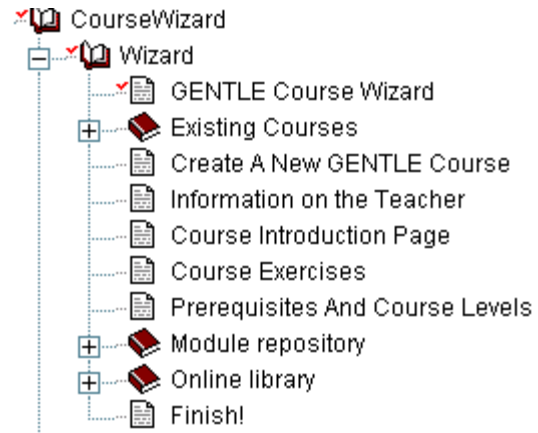 CourseWizard
Wizard
GENTLE Course Wizard
Existing Courses
Create A New GENTLE Course
Information on the Teacher
Course Introduction Page
Course Exercises
Prerequisites And Course Levels
Module repository
Online library
Finish!